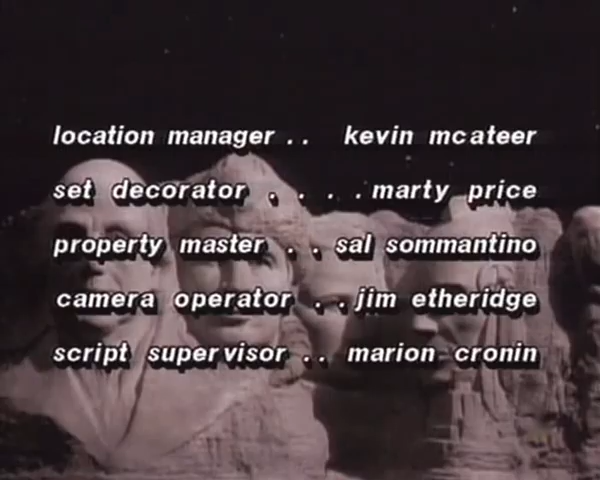 location manager . . kevin mcateer
set decorator . . . . marty price
property master . . sal sommantino
camera operator . . jim etheridge
script supervisor . . marion cronin